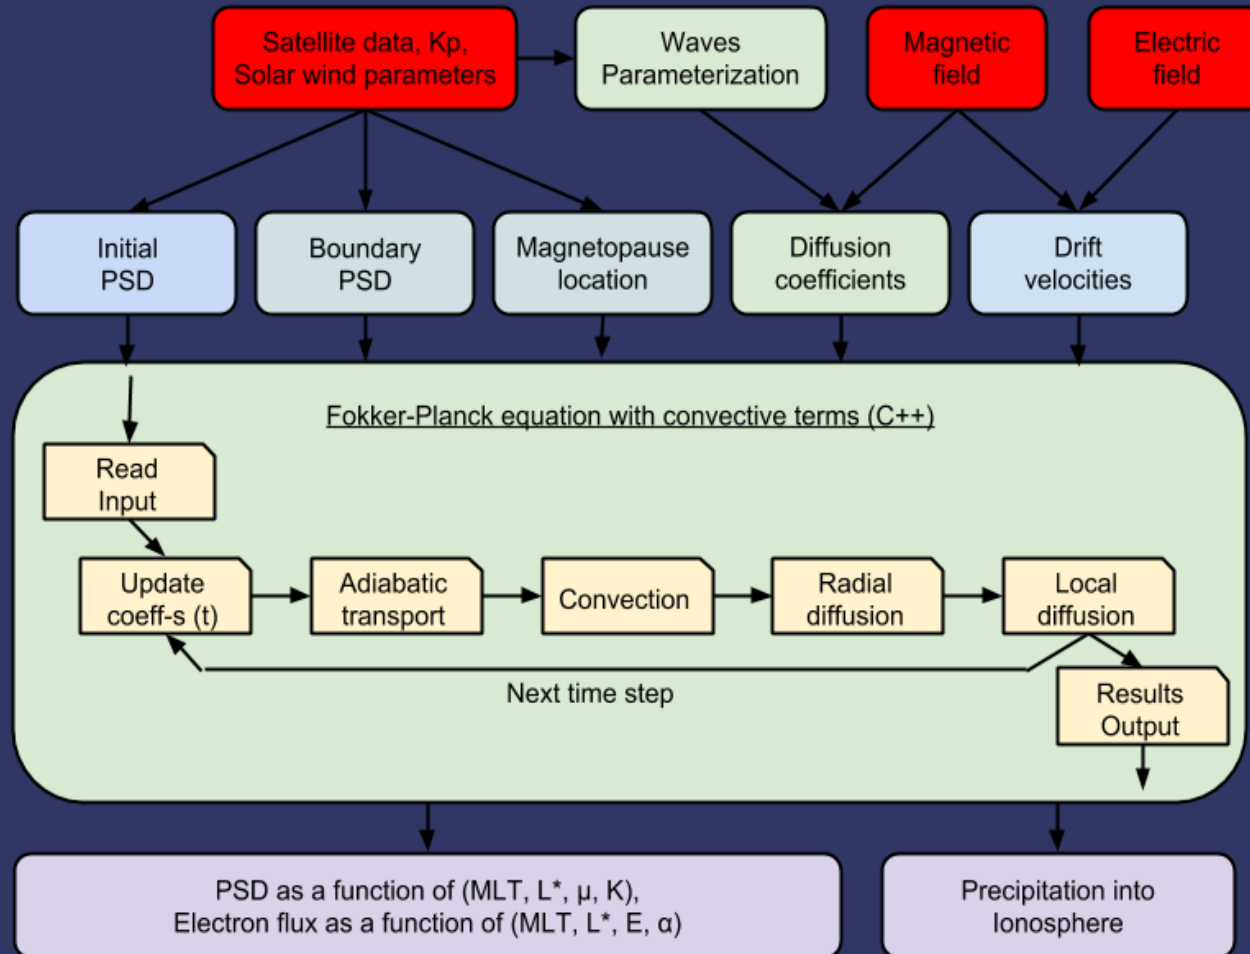 Satellite data, Kp,
Solar wind parameters
Waves
Parameterization
Magnetic
field
Electric
field
Initial
PSD
Boundary
PSD
Magnetopause
location
Diffusion
coefficients
Drift
velocities
Fokker-Planck equation with convective terms (C++)
Read
Input
Update
coeff-s (t)
Adiabatic
transport
Convection
Radial
diffusion
Local
diffusion
Next time step
Results
Output
PSD as a function of (MLT, L*, μ, K),
Electron flux as a function of (MLT, L*, E, α)
Precipitation into
Ionosphere